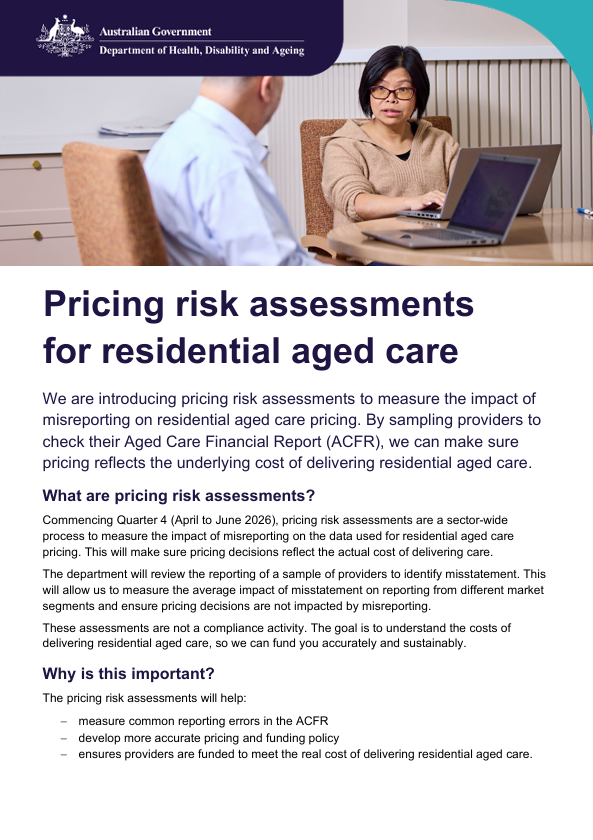 Australian Government
Department of Health, Disability and Ageing
Pricing risk assessments
for residential aged care
We are introducing pricing risk assessments to measure the impact of
misreporting on residential aged care pricing. By sampling providers to
check their Aged Care Financial Report (ACFR), we can make sure
pricing reflects the underlying cost of delivering residential aged care.
What are pricing risk assessments?
Commencing Quarter 4 (April to June 2026), pricing risk assessments are a sector-wide
process to measure the impact of misreporting on the data used for residential aged care
pricing. This will make sure pricing decisions reflect the actual cost of delivering care.
The department will review the reporting of a sample of providers to identify misstatement. This
will allow us to measure the average impact of misstatement on reporting from different market
segments and ensure pricing decisions are not impacted by misreporting.
These assessments are not a compliance activity. The goal is to understand the costs of
delivering residential aged care, so we can fund you accurately and sustainably.
Why is this important?
The pricing risk assessments will help:
– measure common reporting errors in the ACFR
– develop more accurate pricing and funding policy
– ensures providers are funded to meet the real cost of delivering residential aged care.